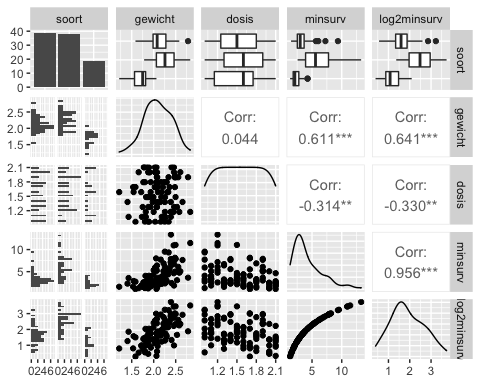 soort gewicht dosis minsurv log2minsurv
40
30
20
10
0
soort
2.5
2.0
1.5
Corr:
0.044
Corr:
0.611***
Corr:
0.641***
gewicht
2.1
1.8
1.5
1.2
Corr:
-0.314**
Corr:
-0.330**
dosis
10
5
Corr:
0.956***
minsurv
3
2
1
log2minsurv
0246 0246 0246 1.5 2.0 2.5 1.2 1.5 1.8 2.1 5 10 1 2 3